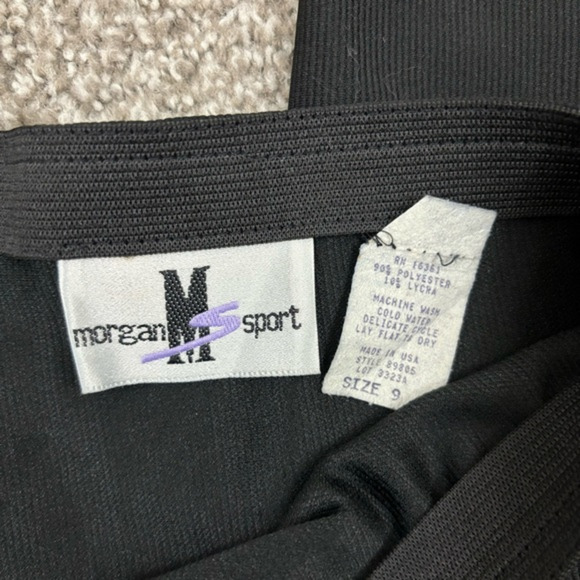 morgan M S sport
RN 16361
90% POLYESTER
10% LYCRA
MACHINE WASH
COLD WATER
DELICATE CYCLE
LAY FLAT TO DRY
MADE IN USA
STYLE 89805
LOT 3323A
SIZE 9